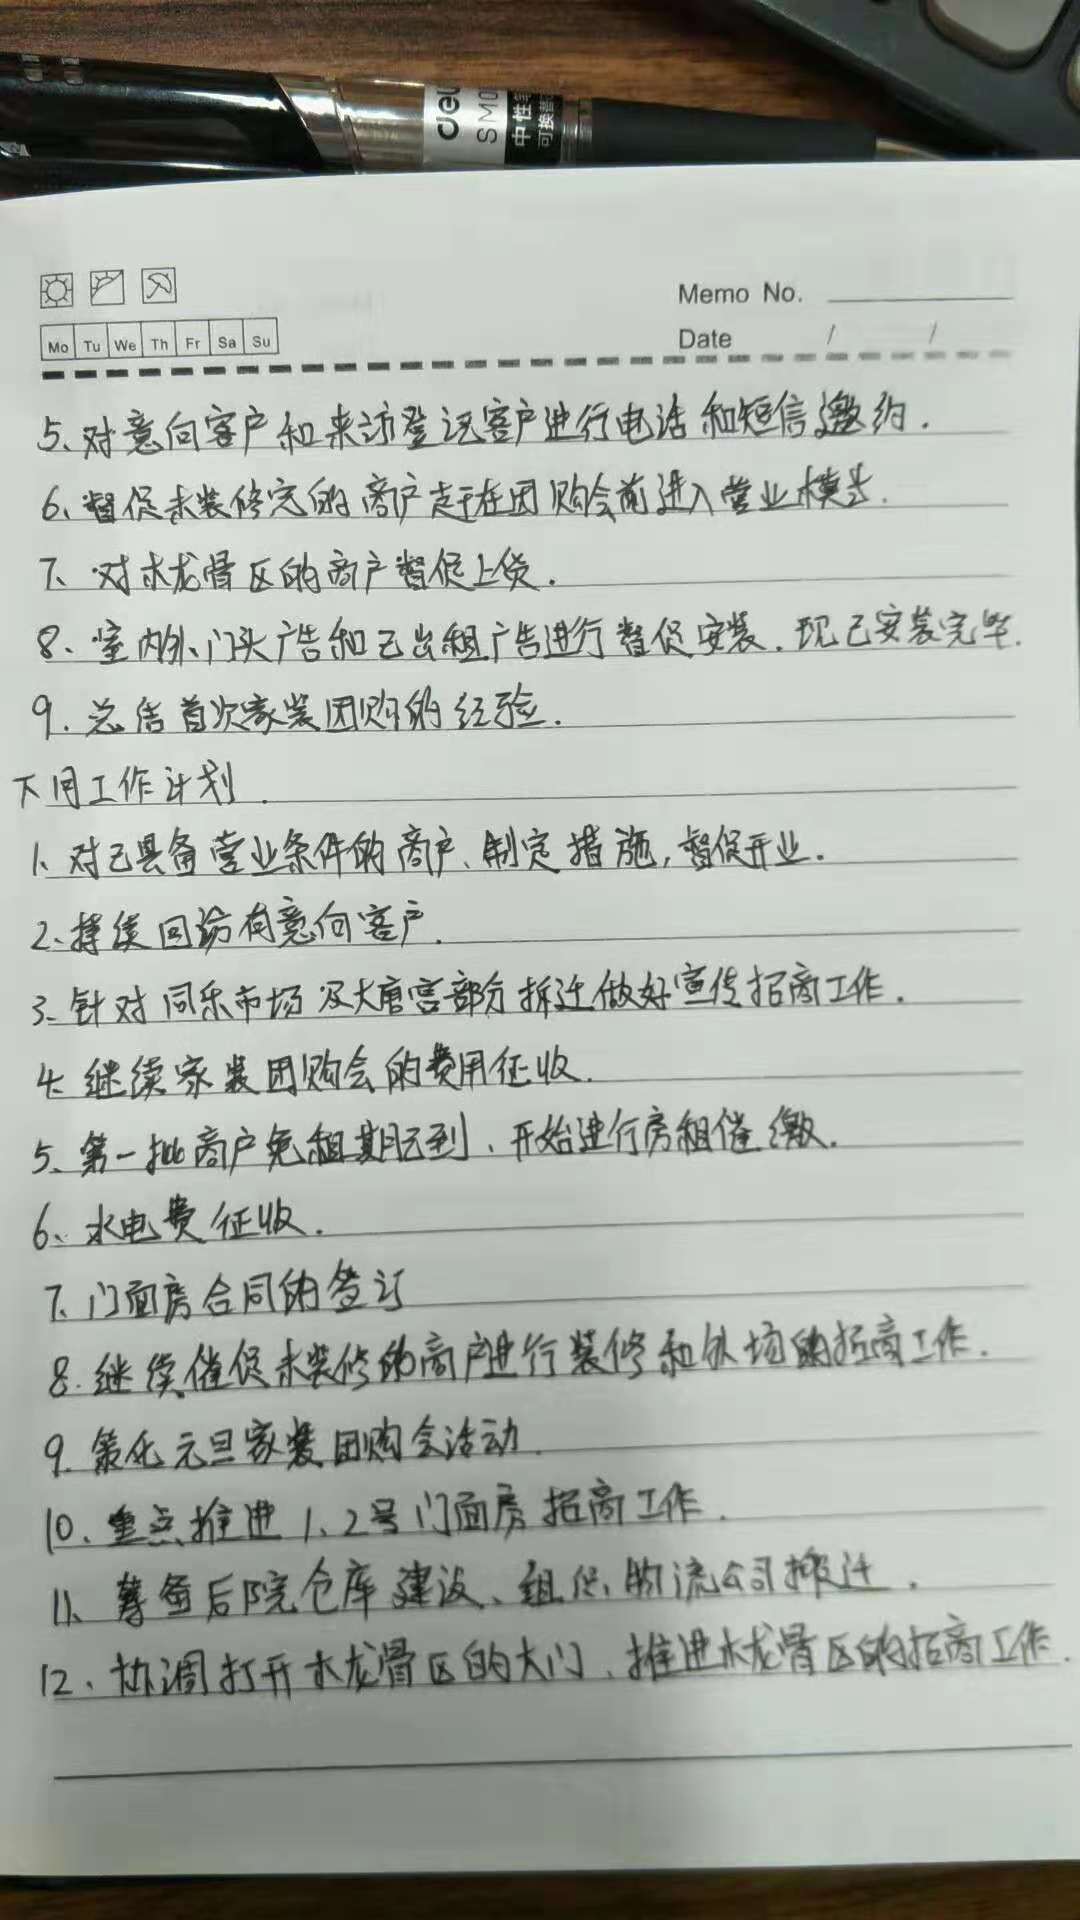 deli
SM0
中性笔
可换替
Memo No.
Mo Tu We Th Fr Sa Su
Date / /
5、对意向客户和来访登记客户进行电话和短信邀约.
6、督促未装修完的商户赶在团购会前进入营业模式.
7、对木龙骨区的商户督促上货.
8、室内外、门头广告和已出租广告进行督促安装.现已安装完毕.
9.总结首次家装团购的经验.
下月工作计划.
1、对已具备营业条件的商户、制定措施,督促开业.
2、持续回访有意向客户.
3、针对同乐市场及大唐宫部分拆迁做好宣传招商工作.
4、继续家装团购会的费用征收.
5、第一批商户免租期已到、开始进行房租催缴.
6、水电费征收.
7、门面房合同的签订
8.继续催促未装修的商户进行装修和外场的招商工作.
9.策化元旦家装团购会活动.
10、重点推进1、2号门面房招商工作.
11、筹备后院仓库建设、组织物流公司搬迁.
12、协调打开木龙骨区的大门、推进木龙骨区的招商工作.